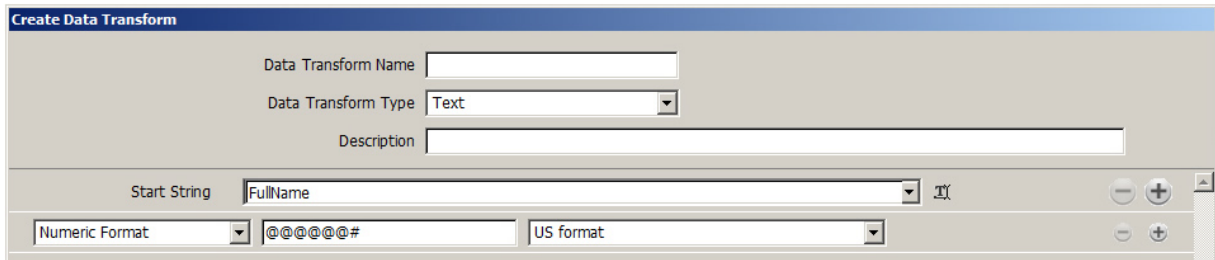 Create Data Transform
Data Transform Name
Data Transform Type Text
Description
Start String FullName T
Numeric Format @@@@@@# US format